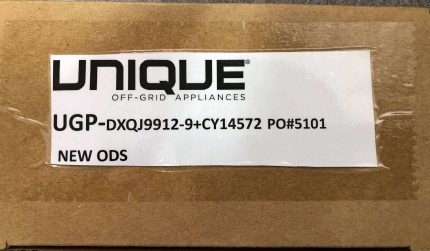 UNIQUE®
OFF-GRID APPLIANCES
UGP-DXQJ9912-9+CY14572 PO#5101
NEW ODS